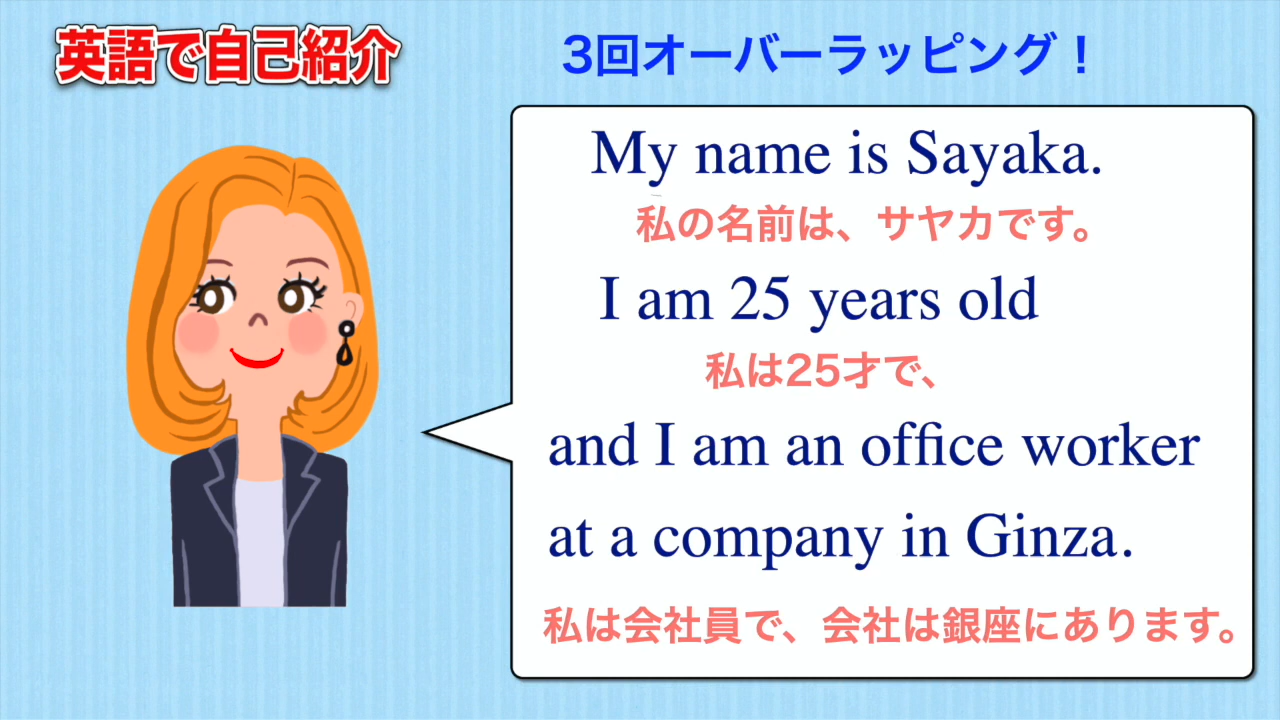 英語で自己紹介
3回オーバーラッピング！
My name is Sayaka.
私の名前は、サヤカです。
I am 25 years old
私は25才で、
and I am an office worker
at a company in Ginza.
私は会社員で、会社は銀座にあります。